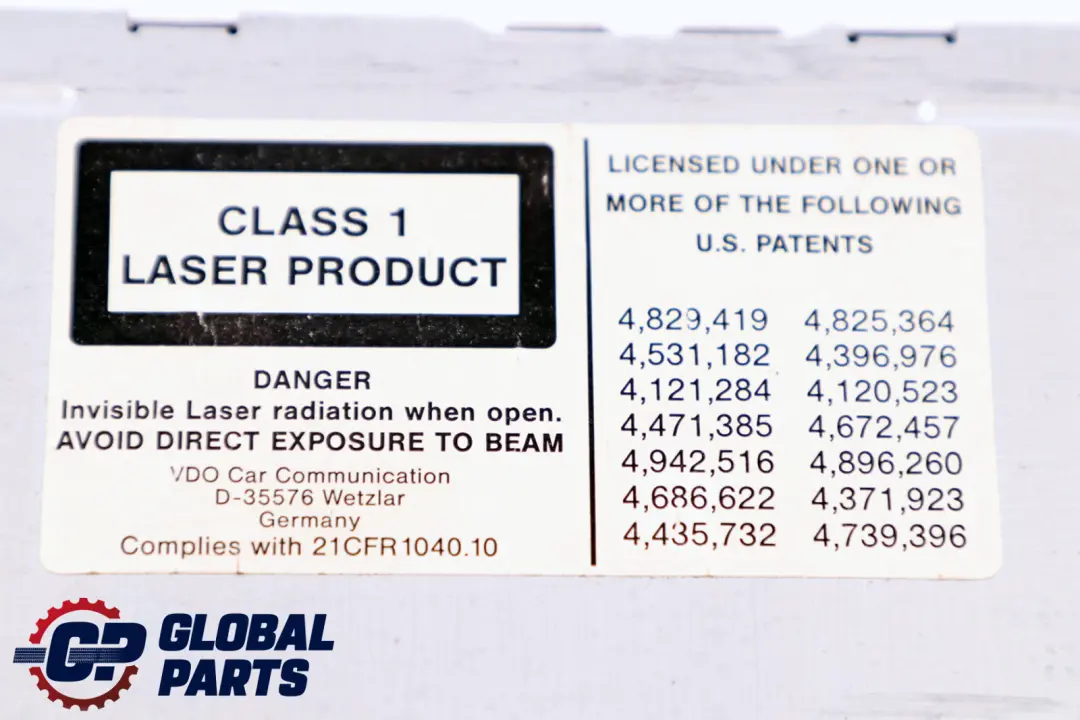 CLASS 1
LASER PRODUCT
DANGER
Invisible Laser radiation when open.
AVOID DIRECT EXPOSURE TO BEAM
VDO Car Communication
D-35576 Wetzlar
Germany
Complies with 21CFR1040.10
LICENSED UNDER ONE OR
MORE OF THE FOLLOWING
U.S. PATENTS
4,829,419 4,825,364
4,531,182 4,396,976
4,121,284 4,120,523
4,471,385 4,672,457
4,942,516 4,896,260
4,686,622 4,371,923
4,435,732 4,739,396
GP
GLOBAL
PARTS